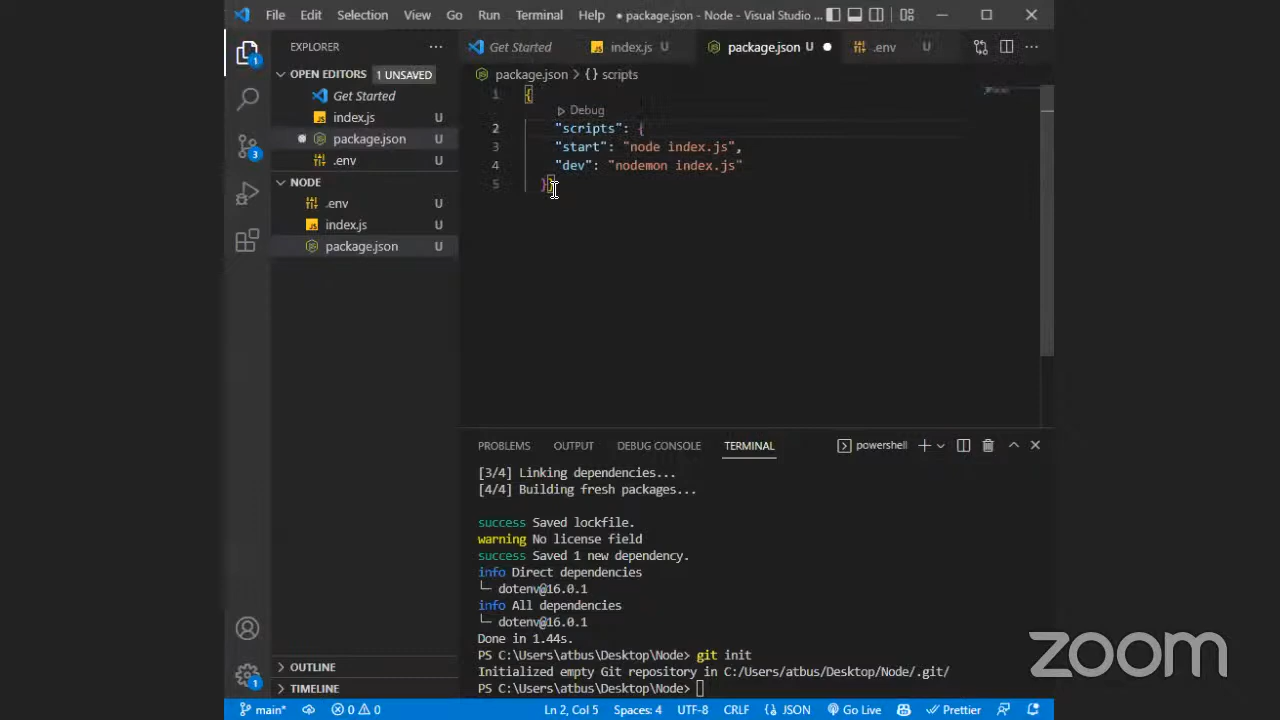 File Edit Selection View Go Run Terminal Help ● package.json - Node - Visual Studio ...
EXPLORER
OPEN EDITORS 1 UNSAVED
Get Started
index.js U
package.json U
.env U
NODE
.env U
index.js U
package.json U
OUTLINE
TIMELINE
1
3
1
Get Started index.js U package.json U .env U
package.json > {} scripts
1 {
Debug
2 "scripts": {
3 "start": "node index.js",
4 "dev": "nodemon index.js"
5 }}
PROBLEMS OUTPUT DEBUG CONSOLE TERMINAL powershell
[3/4] Linking dependencies...
[4/4] Building fresh packages...
success Saved lockfile.
warning No license field
success Saved 1 new dependency.
info Direct dependencies
└─ dotenv@16.0.1
info All dependencies
└─ dotenv@16.0.1
Done in 1.44s.
PS C:\Users\atbus\Desktop\Node> git init
Initialized empty Git repository in C:/Users/atbus/Desktop/Node/.git/
PS C:\Users\atbus\Desktop\Node>
main* 0 0 Ln 2, Col 5 Spaces: 4 UTF-8 CRLF {} JSON Go Live Prettier
zoom